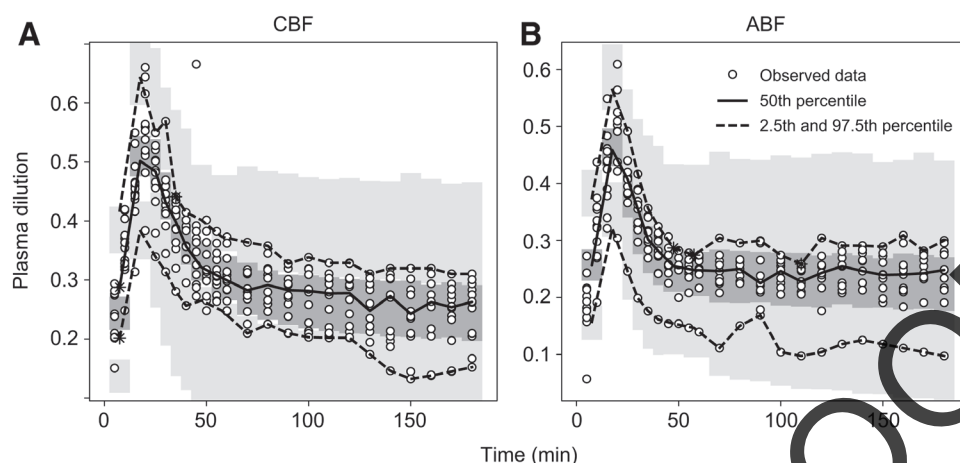 A CBF
B ABF
Plasma dilution
0.6
0.5
0.4
0.3
0.2
0 50 100 150
0.6
0.5
0.4
0.3
0.2
0.1
0 50 100 150
Observed data
50th percentile
2.5th and 97.5th percentile
Time (min)